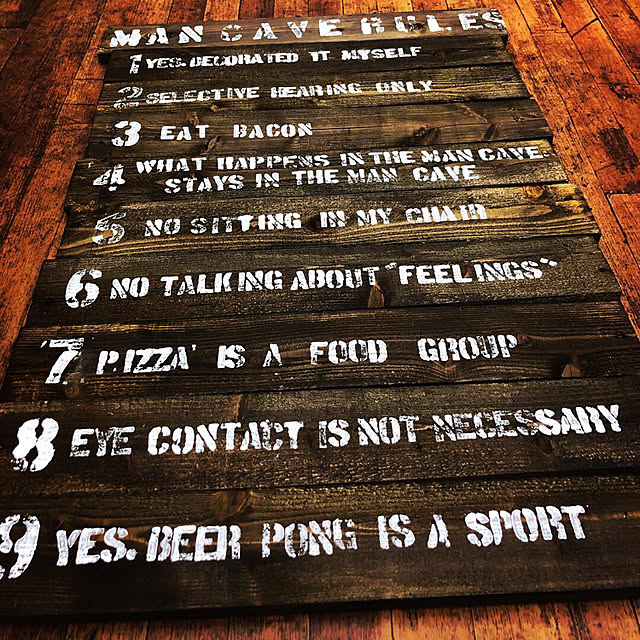 MAN CAVE RULES
1 YES. DECORATED IT MYSELF
2 SELECTIVE HEARING ONLY
3 EAT BACON
4 WHAT HAPPENS IN THE MAN CAVE-
STAYS IN THE MAN CAVE
5 NO SITTING IN MY CHAIR
6 NO TALKING ABOUT "FEELINGS"
7 PIZZA IS A FOOD GROUP
8 EYE CONTACT IS NOT NECESSARY
9 YES. BEER PONG IS A SPORT